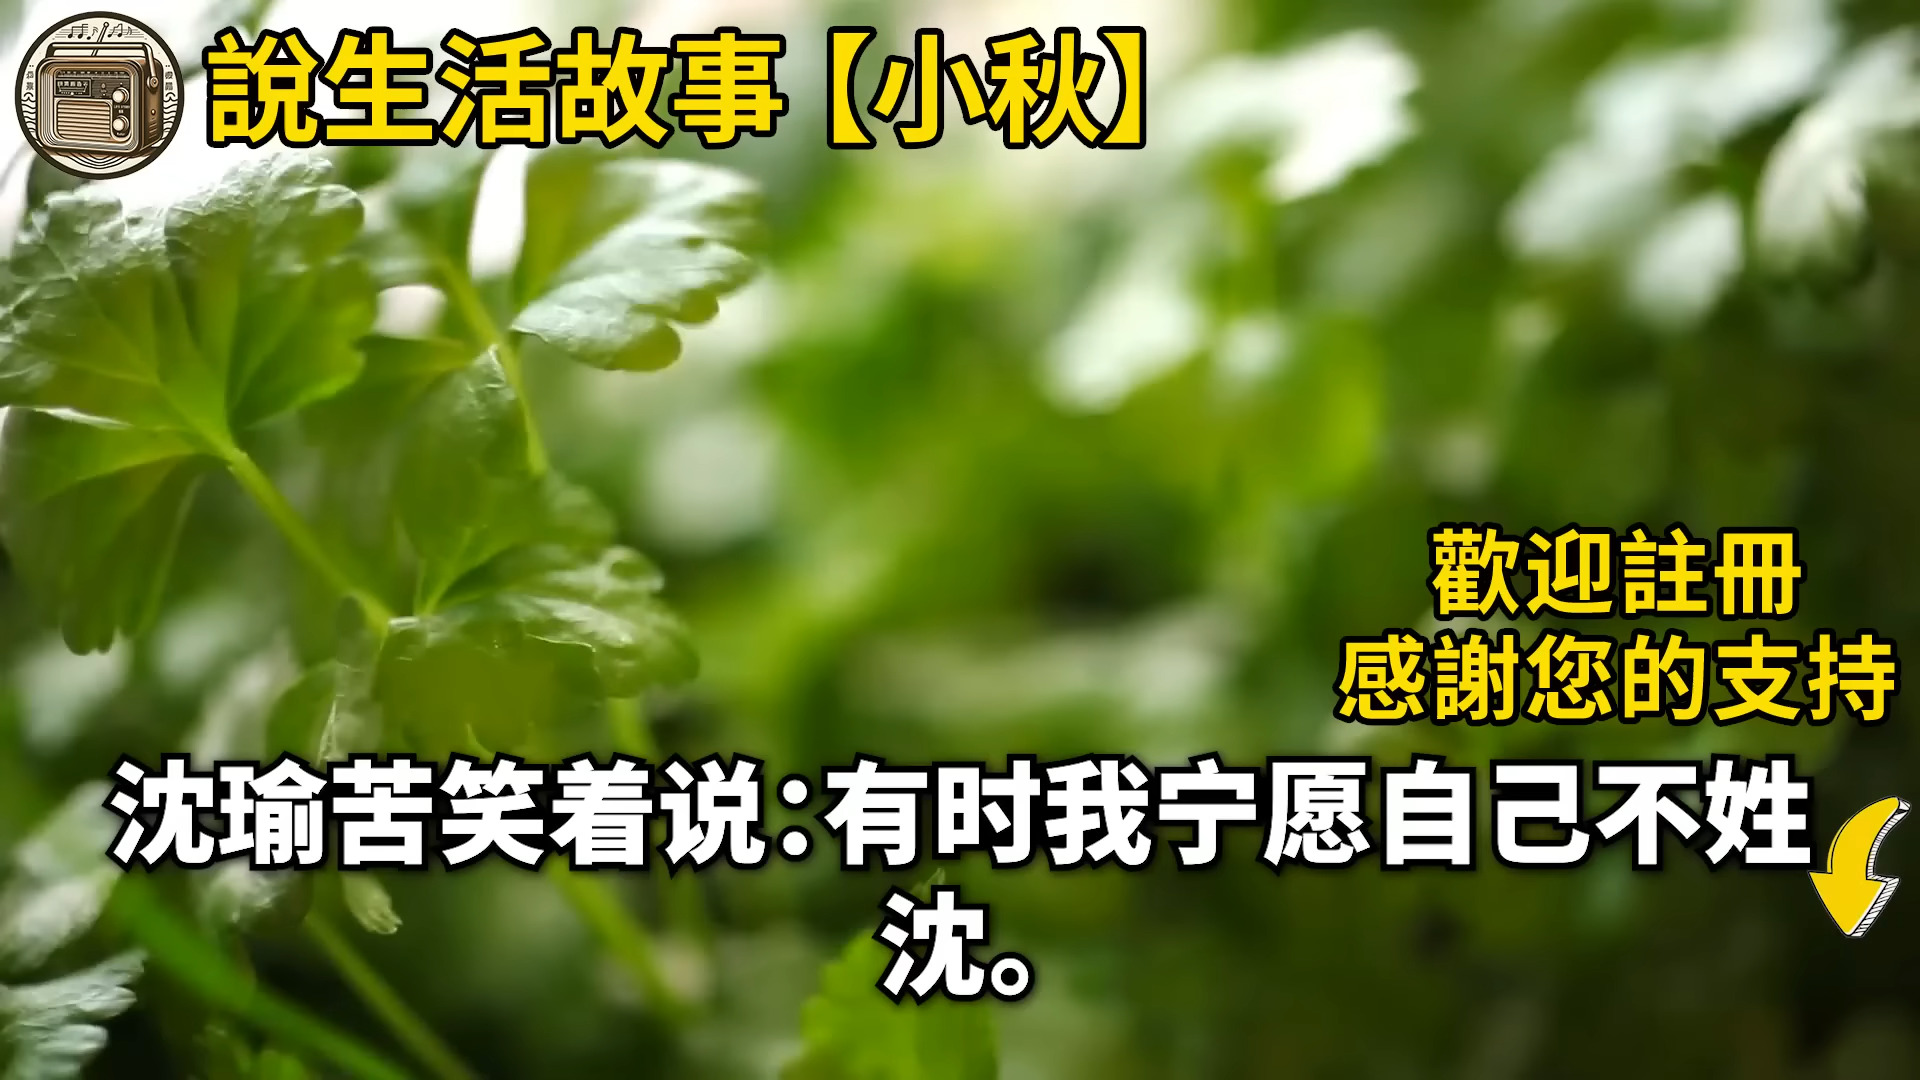 說生活故事【小秋】
歡迎註冊
感謝您的支持
沈瑜苦笑着说：有时我宁愿自己不姓
沈。